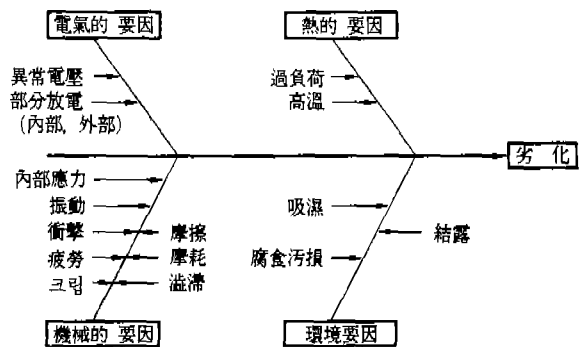 電氣的 要因
熱的 要因
異常電壓
部分放電
(內部, 外部)
過負荷
高溫
劣 化
內部應力
振動
衝擊
疲勞
크립
摩擦
摩耗
溢滯
吸濕
結露
腐食汚損
機械的 要因
環境要因